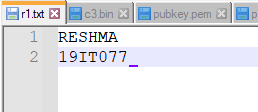 r1.txt c3.bin pubkey.pem p
1 RESHMA
2 19IT077